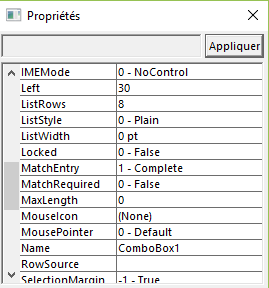 Propriétés
Appliquer
IMEMode 0 - NoControl
Left 30
ListRows 8
ListStyle 0 - Plain
ListWidth 0 pt
Locked 0 - False
MatchEntry 1 - Complete
MatchRequired 0 - False
MaxLength 0
MouseIcon (None)
MousePointer 0 - Default
Name ComboBox1
RowSource
SelectionMargin -1 - True